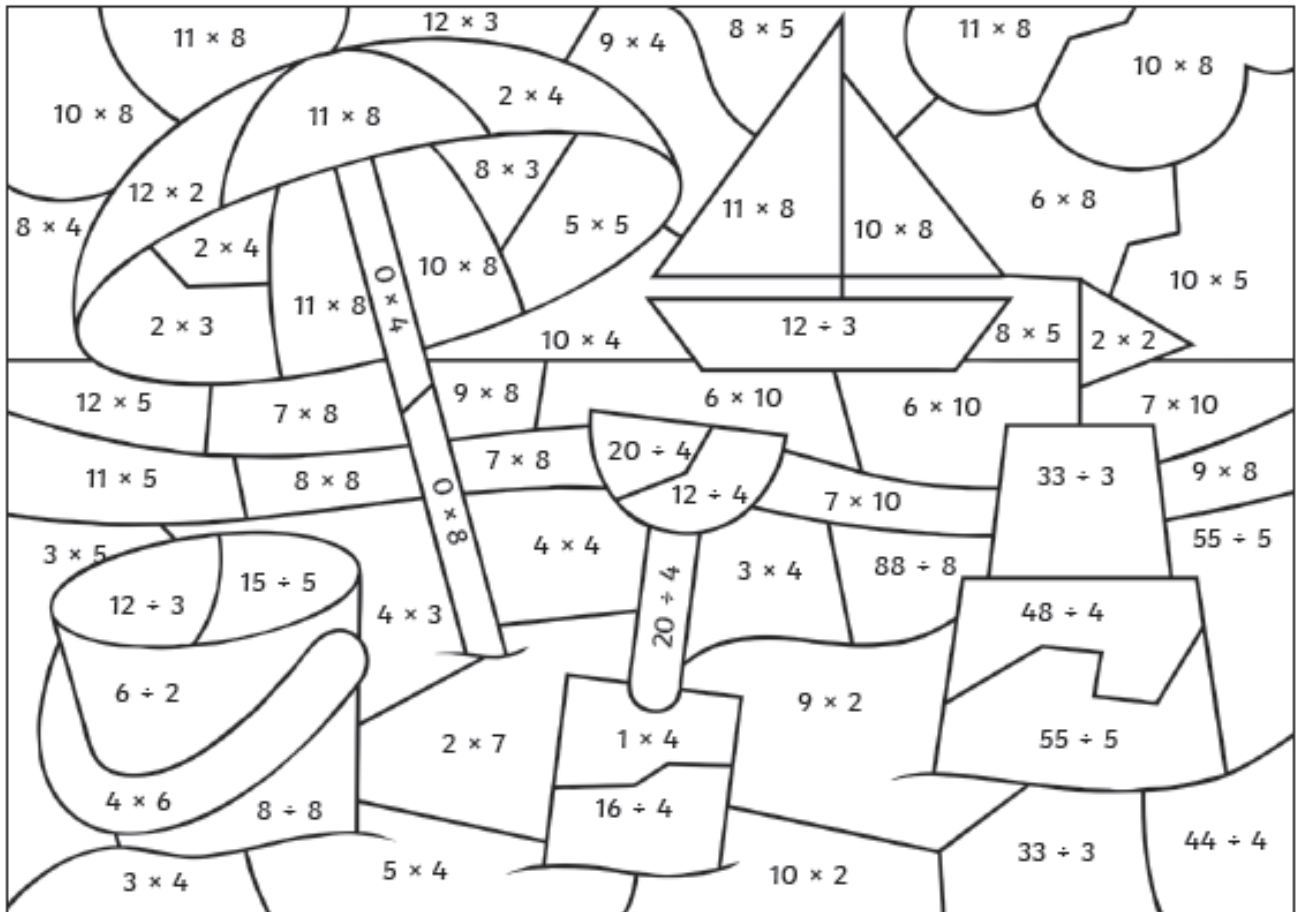 12 × 3
8 × 5
11 × 8
11 × 8
9 × 4
10 × 8
2 × 4
10 × 8
11 × 8
8 × 3
12 × 2
6 × 8
11 × 8
5 × 5
8 × 4
10 × 8
2 × 4
10 × 8
10 × 5
0 × 4
11 × 8
2 × 3
12 ÷ 3
8 × 5
2 × 2
10 × 4
12 × 5
7 × 8
9 × 8
6 × 10
6 × 10
7 × 10
20 ÷ 4
7 × 8
11 × 5
8 × 8
33 ÷ 3
9 × 8
12 ÷ 4
7 × 10
0 × 8
55 ÷ 5
4 × 4
3 × 5
3 × 4
88 ÷ 8
15 ÷ 5
12 ÷ 3
20 ÷ 4
4 × 3
48 ÷ 4
6 ÷ 2
9 × 2
2 × 7
1 × 4
55 ÷ 5
4 × 6
8 ÷ 8
16 ÷ 4
44 ÷ 4
33 ÷ 3
5 × 4
10 × 2
3 × 4